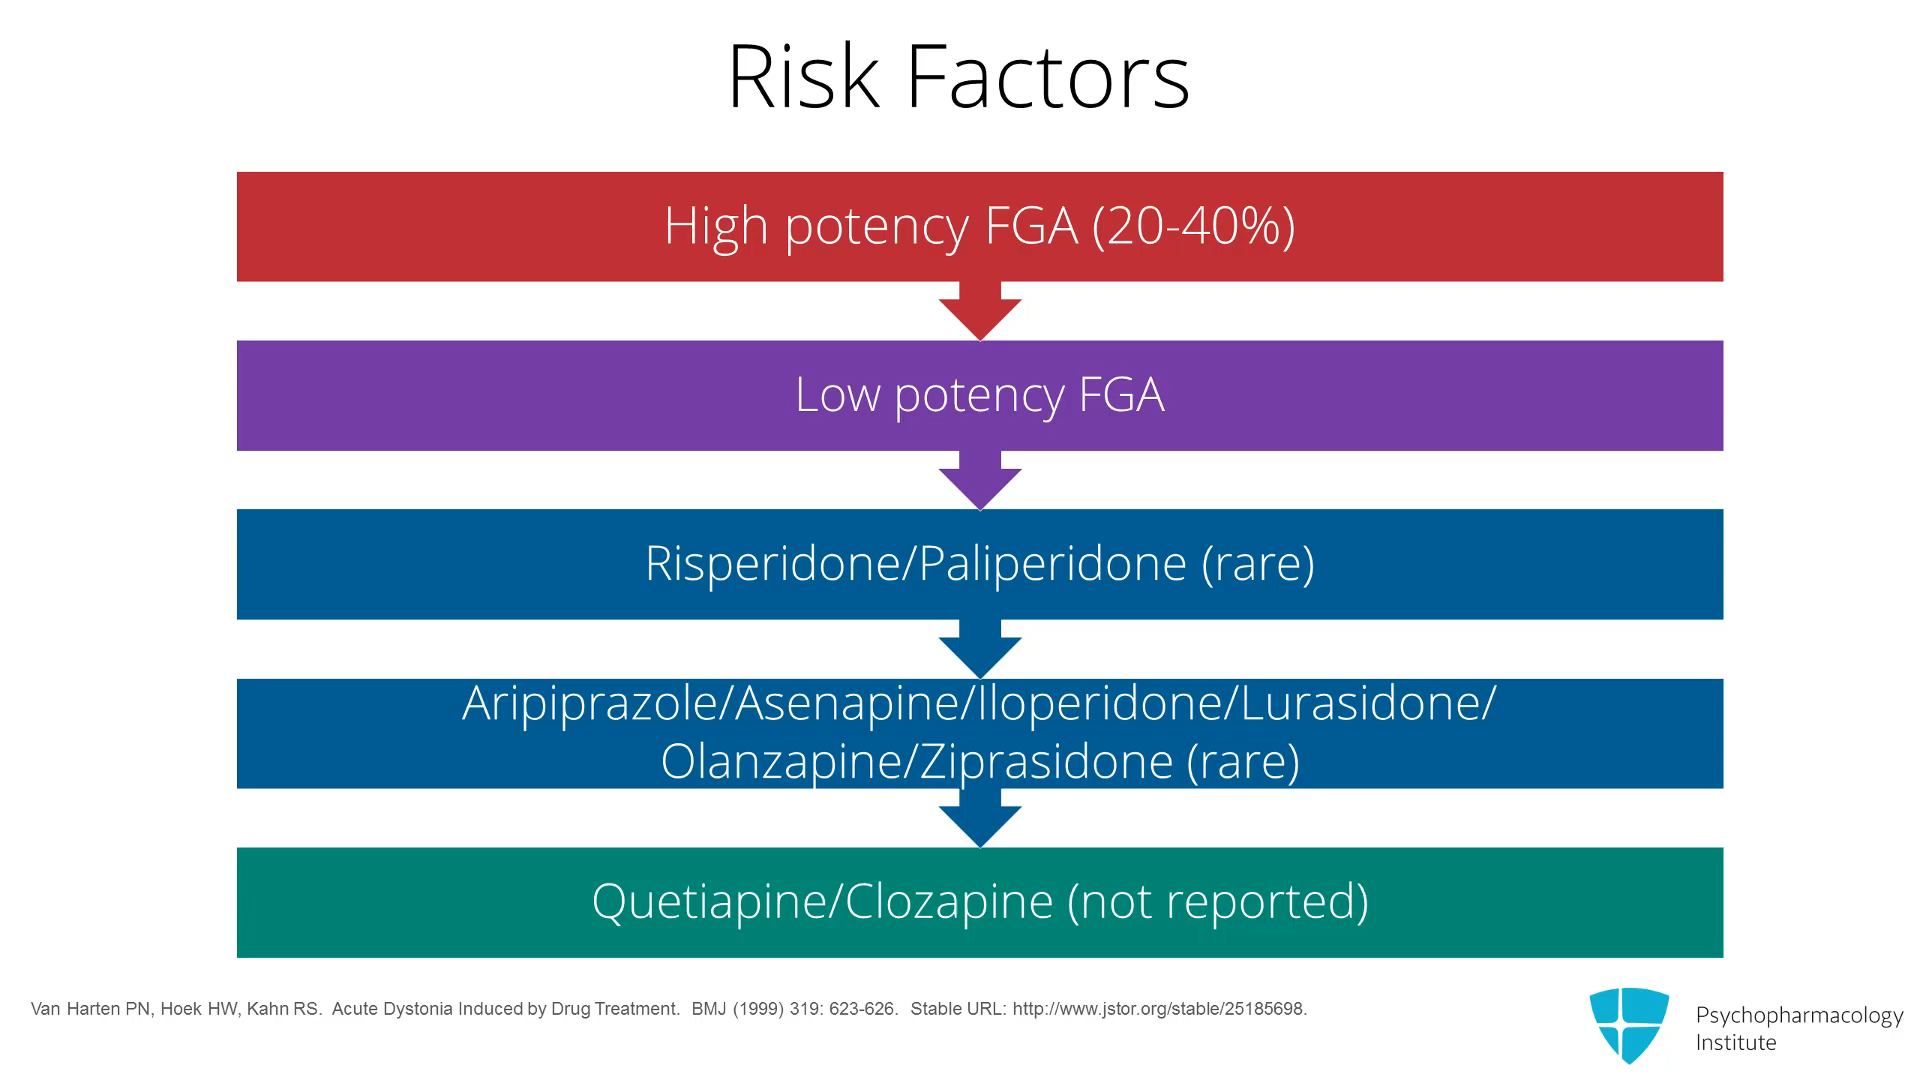 Risk Factors
High potency FGA (20-40%)
Low potency FGA
Risperidone/Paliperidone (rare)
Aripiprazole/Asenapine/Iloperidone/Lurasidone/
Olanzapine/Ziprasidone (rare)
Quetiapine/Clozapine (not reported)
Van Harten PN, Hoek HW, Kahn RS.  Acute Dystonia Induced by Drug Treatment.  BMJ (1999) 319: 623-626.  Stable URL: http://www.jstor.org/stable/25185698.
Psychopharmacology
Institute